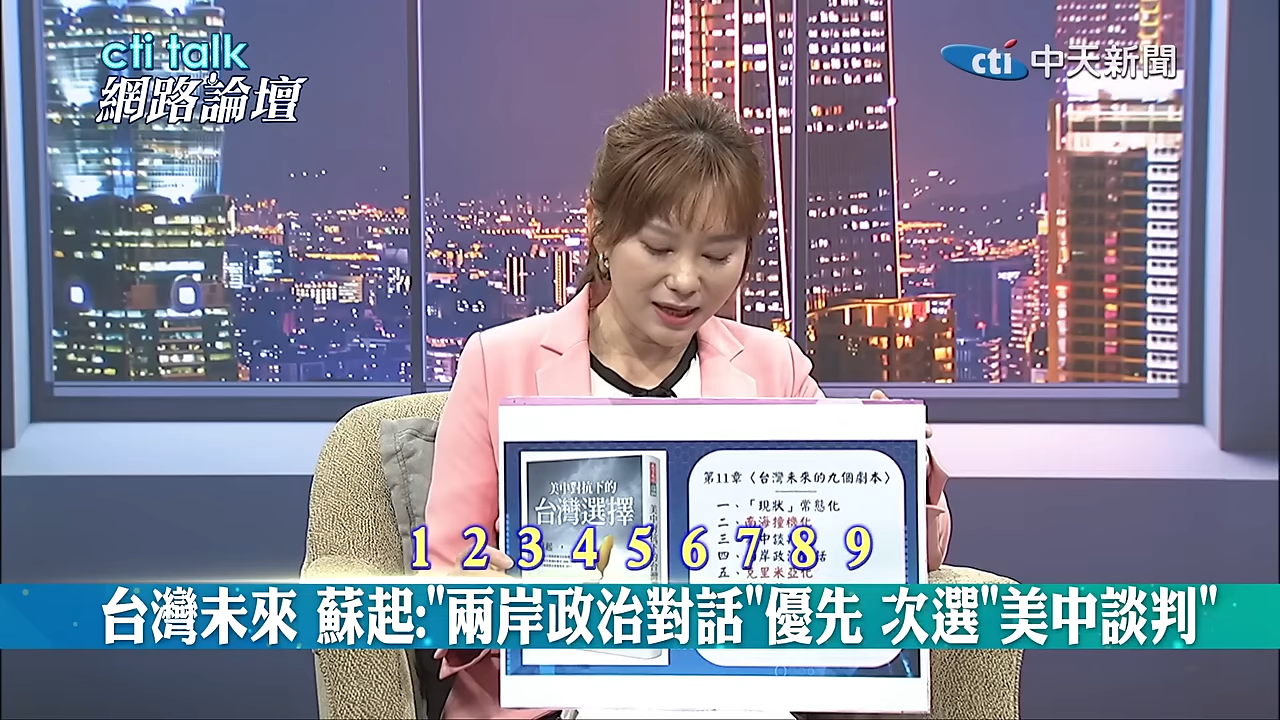 cti talk
網路論壇
cti 中天新聞
美中對抗下的
台灣選擇
第11章〈台灣未來的九個劇本〉
一、「現狀」常態化
二、南海撞機化
三、
四、
五、克里米亞化
1 2 3 4 5 6 7 8 9
台灣未來 蘇起:"兩岸政治對話"優先 次選"美中談判"